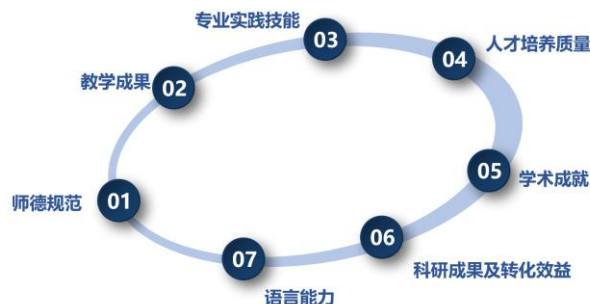 专业实践技能
03
04
人才培养质量
教学成果
02
05
学术成就
师德规范
01
06
科研成果及转化效益
07
语言能力